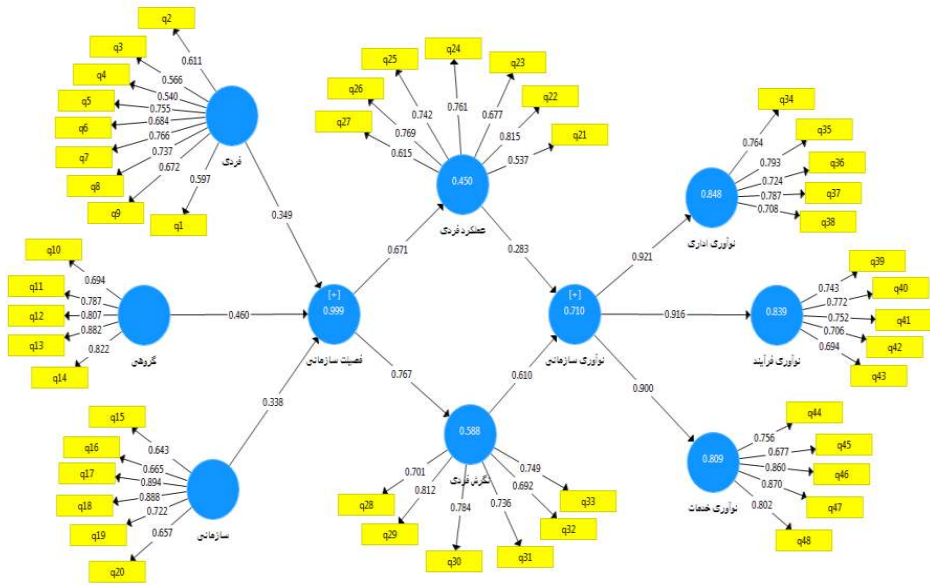 q2
q3
q4
q5
q6
q7
q8
q9
q1
0.611
0.566
0.540
0.755
0.684
0.766
0.737
0.672
0.597
فردی
0.349
q10
q11
q12
q13
q14
0.694
0.787
0.807
0.882
0.822
گروهی
0.460
q15
q16
q17
q18
q19
q20
0.643
0.665
0.894
0.888
0.722
0.657
سازمانی
0.338
[+]
0.999
فضیلت سازمانی
0.671
0.767
q27
q26
q25
q24
q23
q22
q21
0.615
0.769
0.742
0.761
0.677
0.815
0.537
0.450
عملکرد فردی
0.283
0.588
نگرش فردی
0.610
0.701
0.812
0.784
0.736
0.692
0.749
q28
q29
q30
q31
q32
q33
[+]
0.710
نوآوری سازمانی
0.921
0.916
0.900
0.848
نوآوری اداری
0.764
0.793
0.724
0.787
0.708
q34
q35
q36
q37
q38
0.839
نوآوری فرآیند
0.743
0.772
0.752
0.706
0.694
q39
q40
q41
q42
q43
0.809
نوآوری خدمات
0.756
0.677
0.860
0.870
0.802
q44
q45
q46
q47
q48